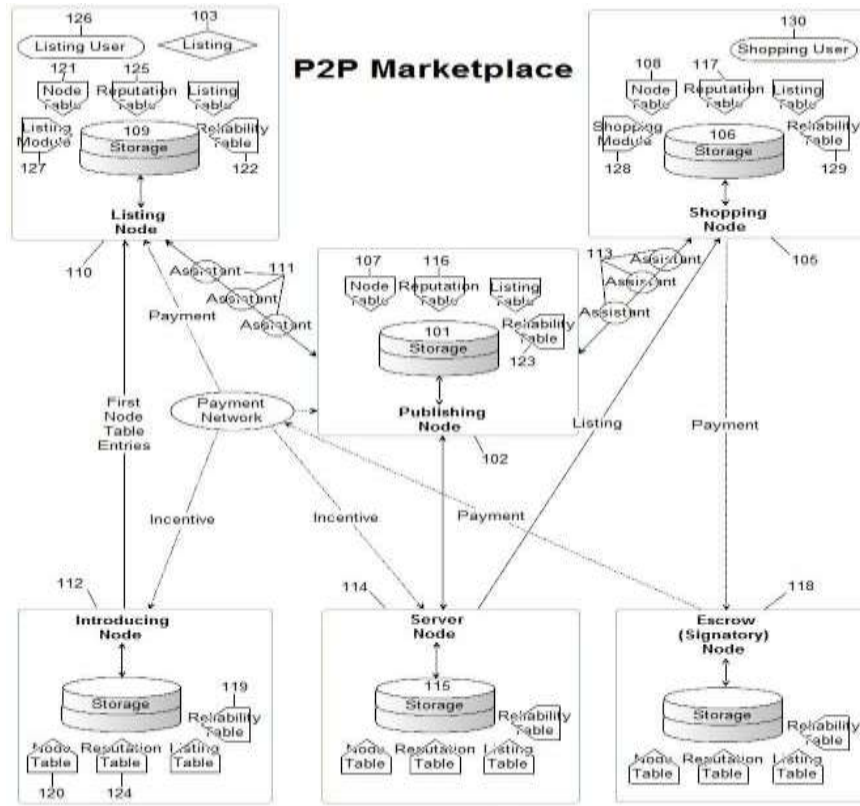 126
103
130
Listing User
Listing
P2P Marketplace
Shopping User
121
125
108
117
Node Table
Reputation Table
Listing Table
Node Table
Reputation Table
Listing Table
Listing Module
109
Storage
Reliability Table
Shopping Module
106
Storage
Reliability Table
127
122
128
129
Listing
Node
Shopping
Node
110
105
Assistant
111
Assistant
Assistant
107
116
113
Assistant
Assistant
Assistant
Node Table
Reputation Table
Listing Table
Payment
101
Storage
Reliability Table
123
First
Node
Table
Entries
Payment
Network
Publishing
Node
102
Listing
Payment
Incentive
Incentive
Payment
112
114
118
Introducing
Node
Server
Node
Escrow
(Signatory)
Node
119
Storage
Reliability Table
115
Storage
Reliability Table
Storage
Reliability Table
Node Table
Reputation Table
Listing Table
Node Table
Reputation Table
Listing Table
Node Table
Reputation Table
Listing Table
120
124